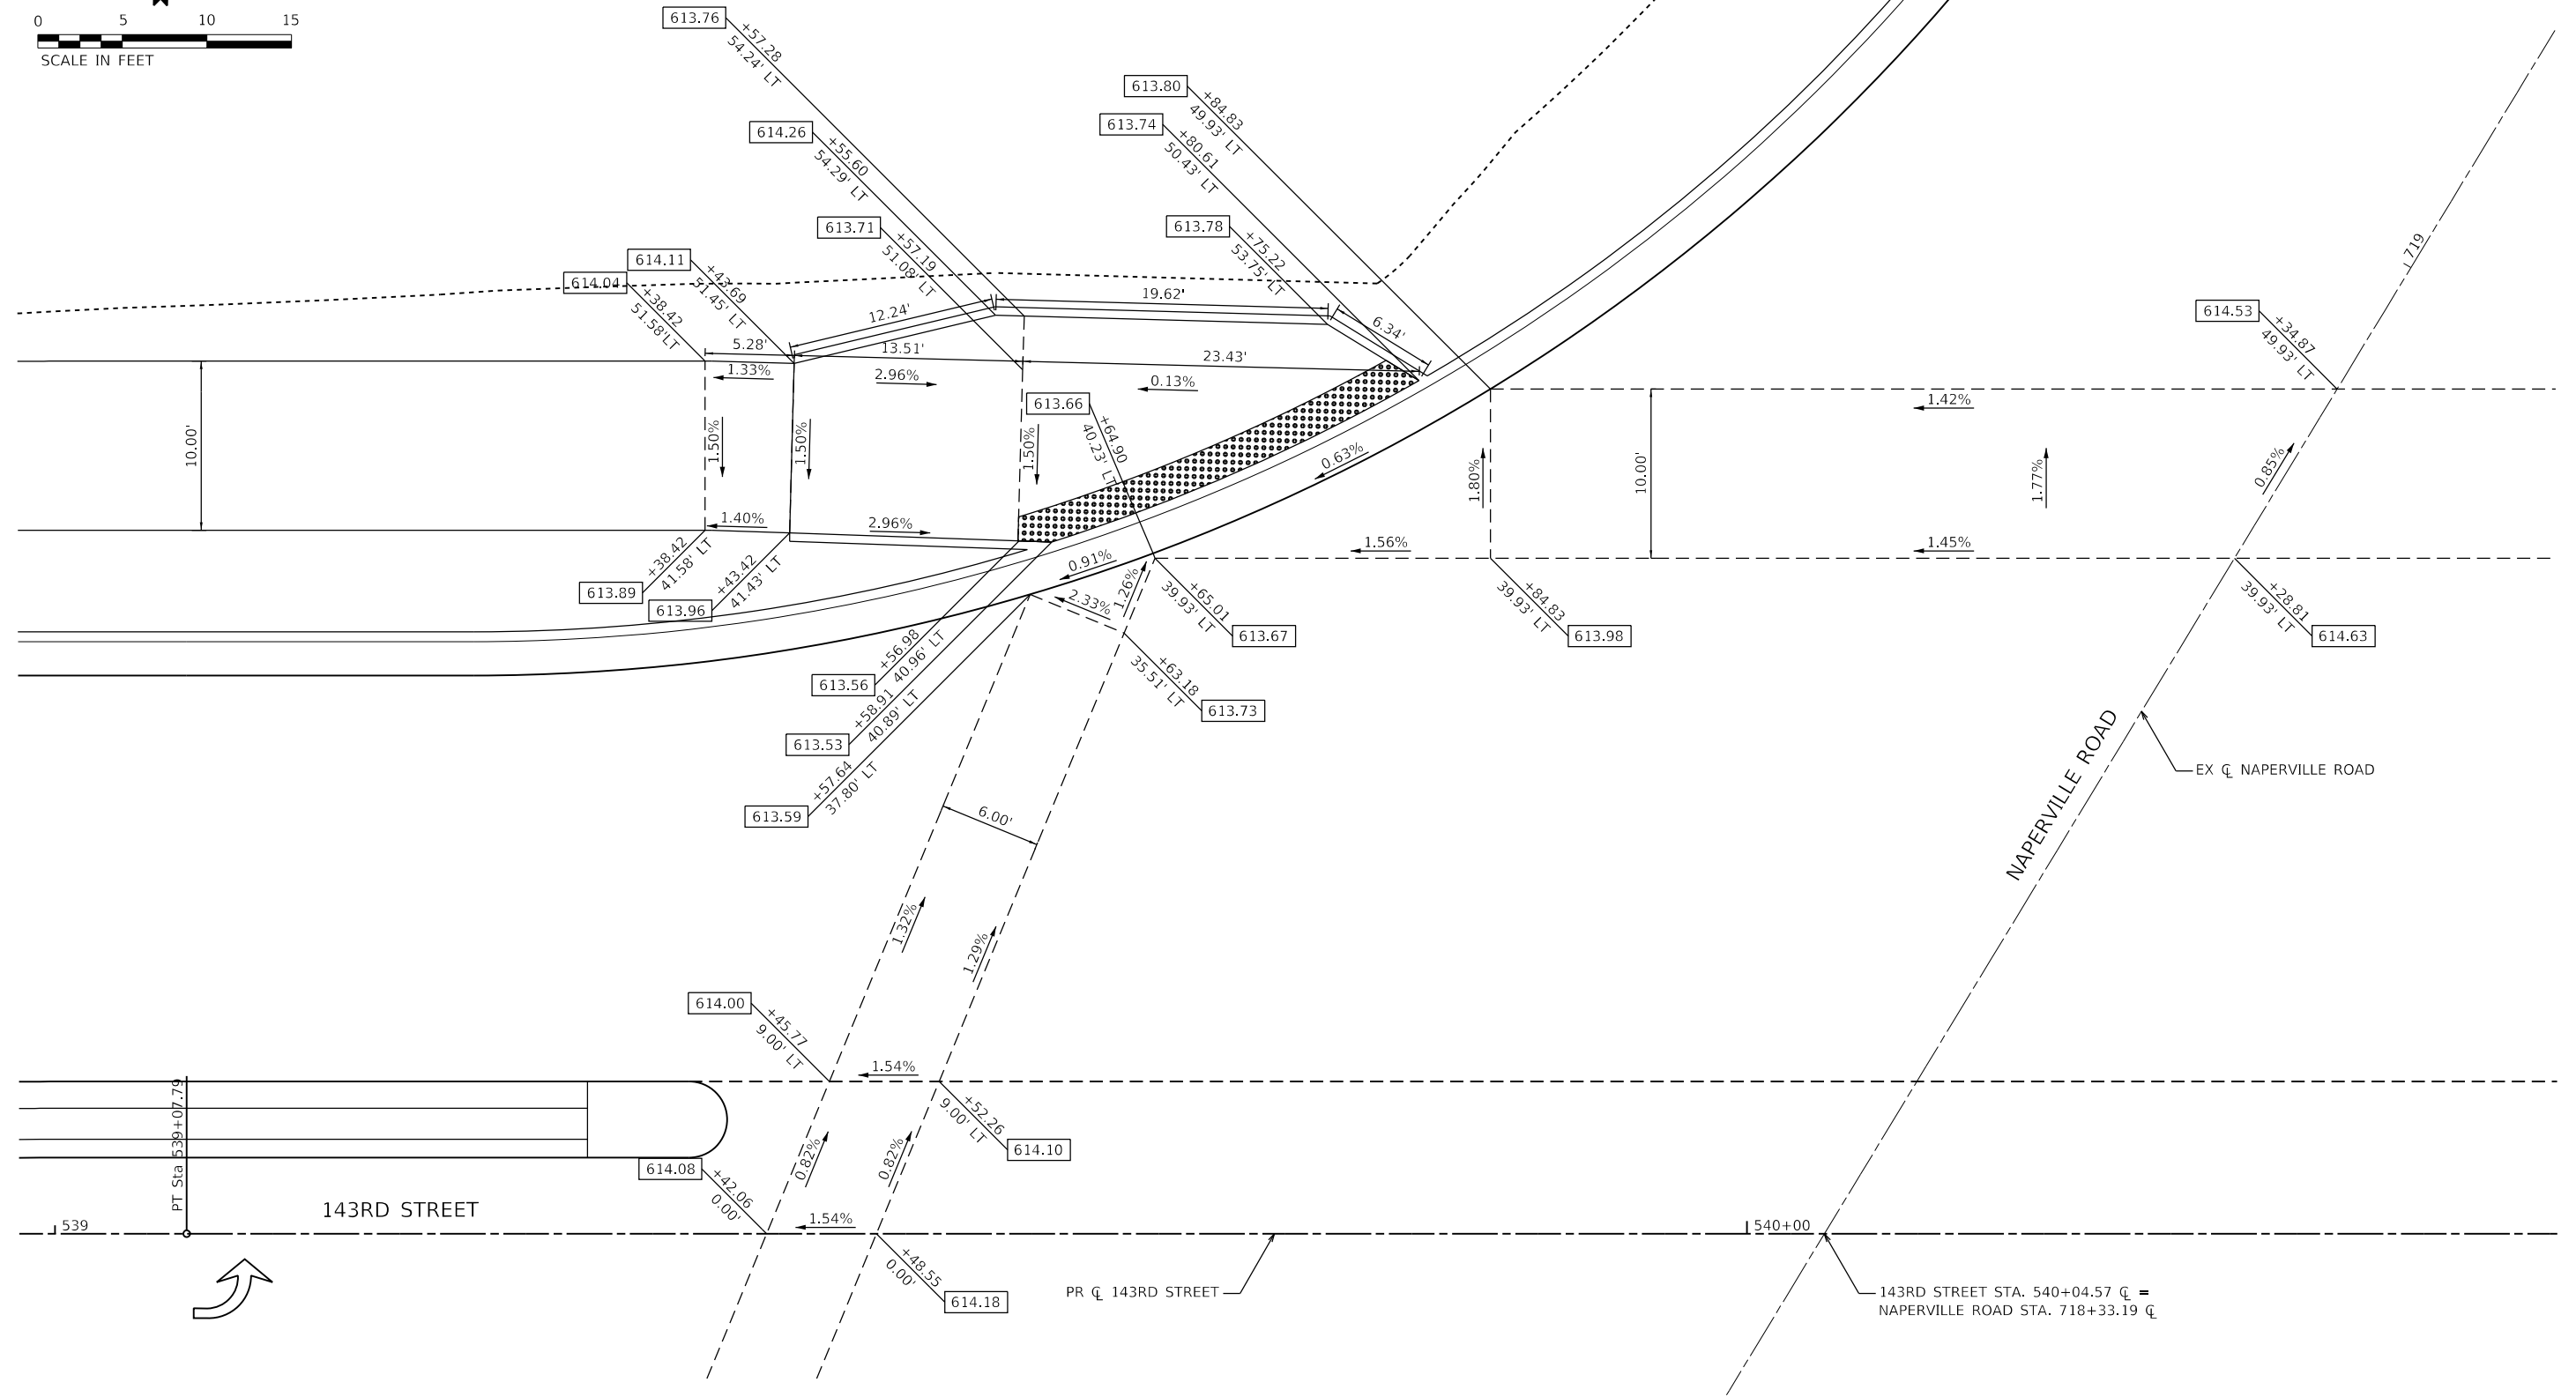 0 5 10 15
SCALE IN FEET
613.76
+57.28
54.24' LT
614.26
+55.60
54.29' LT
613.71
+57.19
51.08' LT
614.11
+43.69
51.45' LT
614.04
+38.42
51.58'LT
613.80
+84.83
49.93' LT
613.74
+80.61
50.43' LT
613.78
+75.22
53.75' LT
614.53
+34.87
49.93' LT
719
12.24'
19.62'
6.34'
5.28'
13.51'
23.43'
1.33%
2.96%
0.13%
10.00'
1.50%
1.50%
1.50%
613.66
+64.90
40.23' LT
0.63%
1.80%
10.00'
1.42%
1.77%
0.85%
1.40%
2.96%
0.91%
1.56%
1.45%
1.26%
2.33%
613.89
+38.42
41.58' LT
613.96
+43.42
41.43' LT
613.56
+56.98
40.96' LT
613.53
+58.91
40.89' LT
613.59
+57.64
37.80' LT
+65.01
39.93' LT
613.67
+63.18
35.51' LT
613.73
+84.83
39.93' LT
613.98
+28.81
39.93' LT
614.63
NAPERVILLE ROAD
EX ℄ NAPERVILLE ROAD
6.00'
1.32%
1.29%
614.00
+45.77
9.00' LT
1.54%
+52.26
9.00' LT
614.10
PT Sta 539+07.79
0.82%
0.82%
614.08
+42.06
0.00'
143RD STREET
539
1.54%
540+00
+48.55
0.00'
614.18
PR ℄ 143RD STREET
143RD STREET STA. 540+04.57 ℄ =
NAPERVILLE ROAD STA. 718+33.19 ℄